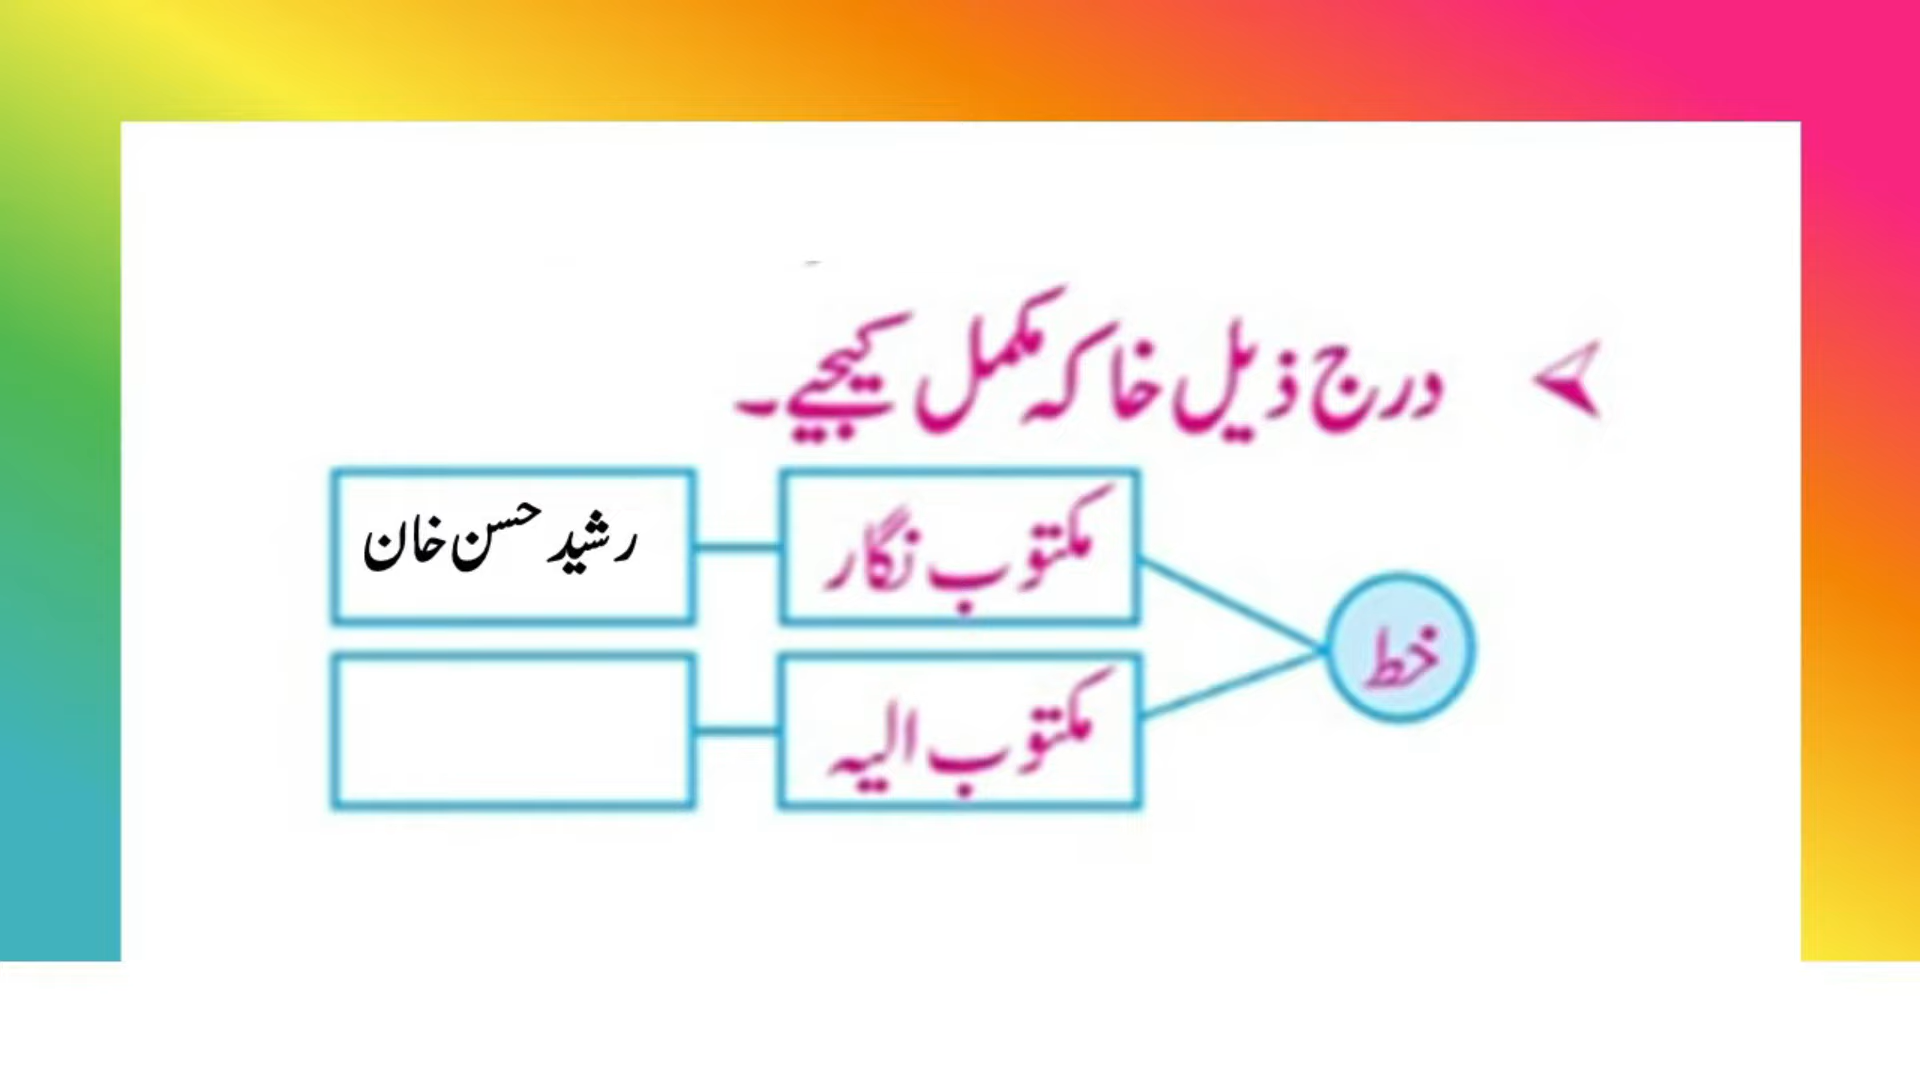 درج ذیل خاکہ مکمل کیجیے۔
خط
مکتوب نگار
رشید حسن خان
مکتوب الیہ